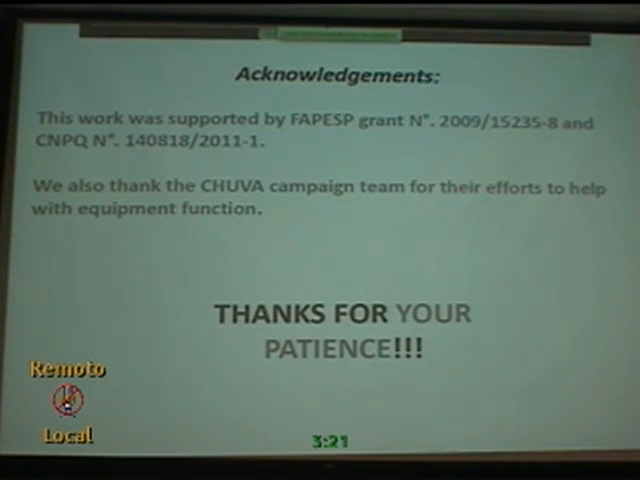 Acknowledgements:
This work was supported by FAPESP grant N°. 2009/15235-8 and
CNPQ N°. 140818/2011-1.
We also thank the CHUVA campaign team for their efforts to help
with equipment function.
THANKS FOR YOUR
PATIENCE!!!
Remoto
Local
3:21